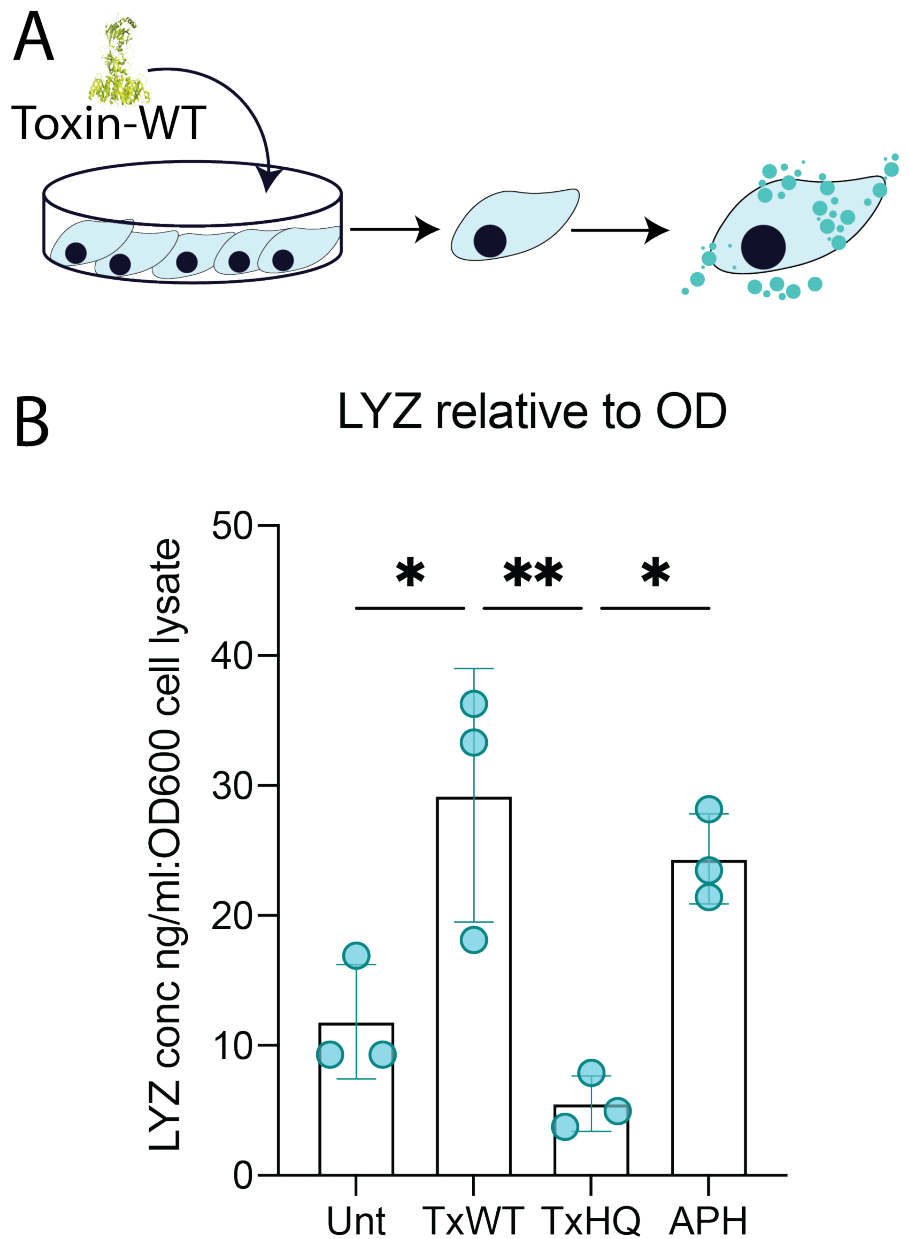 A
Toxin-WT
B
LYZ relative to OD
LYZ conc ng/ml:OD600 cell lysate
50
40
30
20
10
0
* ** *
Unt TxWT TxHQ APH